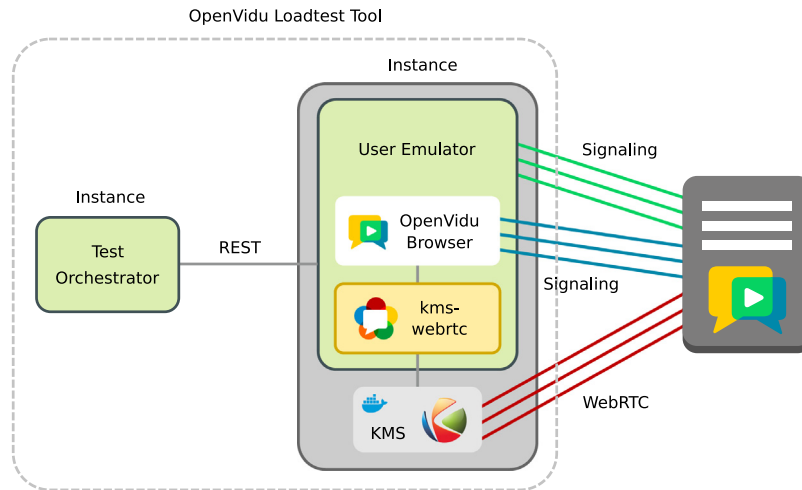 OpenVidu Loadtest Tool
Instance
User Emulator
Signaling
Instance
OpenVidu
Browser
Test
Orchestrator
REST
Signaling
kms-
webrtc
WebRTC
KMS